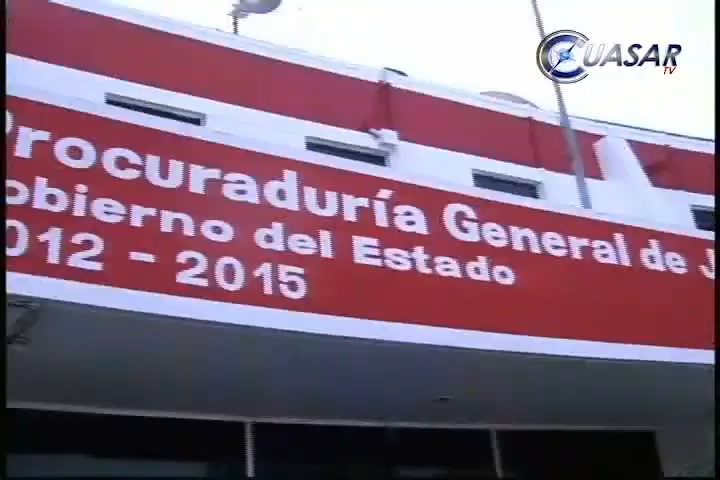 CUASAR
TV
Procuraduría General de J
obierno del Estado
012 - 2015